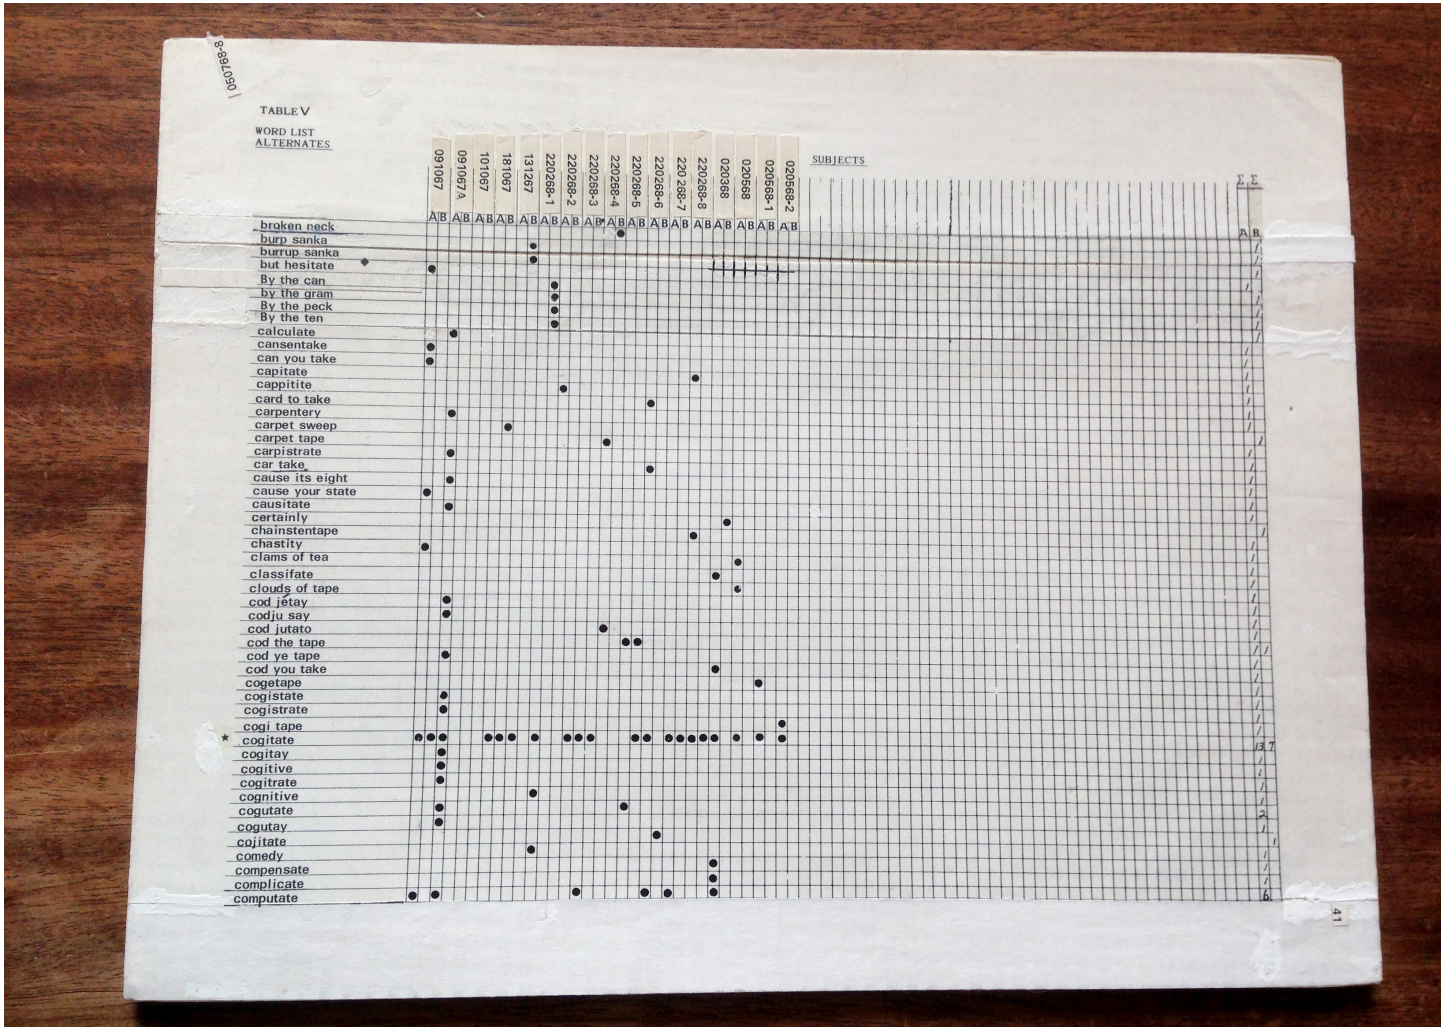 050768-8
TABLE V
WORD LIST
ALTERNATES
SUBJECTS
091067
091067A
101067
181067
131267
220268-1
220268-2
220268-3
220268-4
220268-5
220268-6
220268-7
220268-8
020368
020568
020568-1
020568-2
Σ Σ
A B A B A B A B A B A B A B A B A B A B A B A B A B A B A B A B A B
A B
broken neck
burp sanka
burrup sanka
but hesitate
By the can
by the gram
By the peck
By the ten
calculate
cansentake
can you take
capitate
cappitite
card to take
carpentery
carpet sweep
carpet tape
carpistrate
car take
cause its eight
cause your state
causitate
certainly
chainstentape
chastity
clams of tea
classifate
clouds of tape
cod jétay
codju say
cod jutato
cod the tape
cod ye tape
cod you take
cogetape
cogistate
cogistrate
cogi tape
* cogitate 13 7
cogitay
cogitive
cogitrate
cognitive
cogutate 2
cogutay
cojitate
comedy
compensate
complicate
computate 6
41